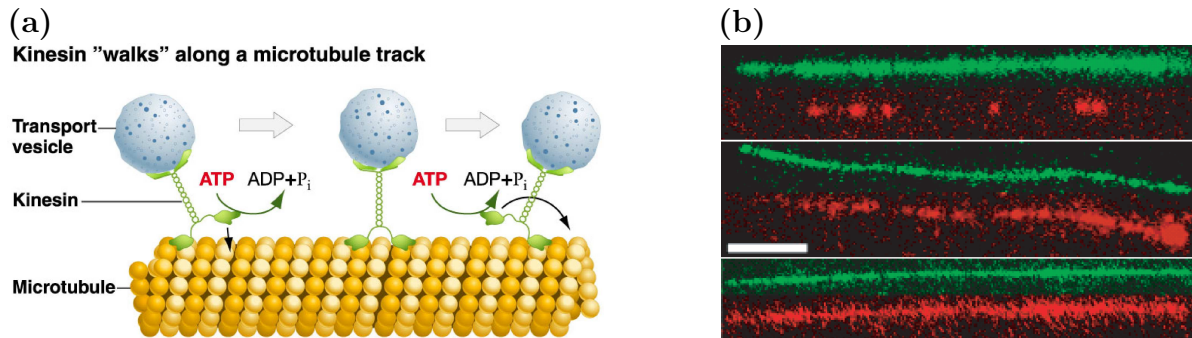 (a)
Kinesin ”walks” along a microtubule track
Transport
vesicle
ATP ADP+Pi
ATP ADP+Pi
Kinesin
Microtubule
(b)